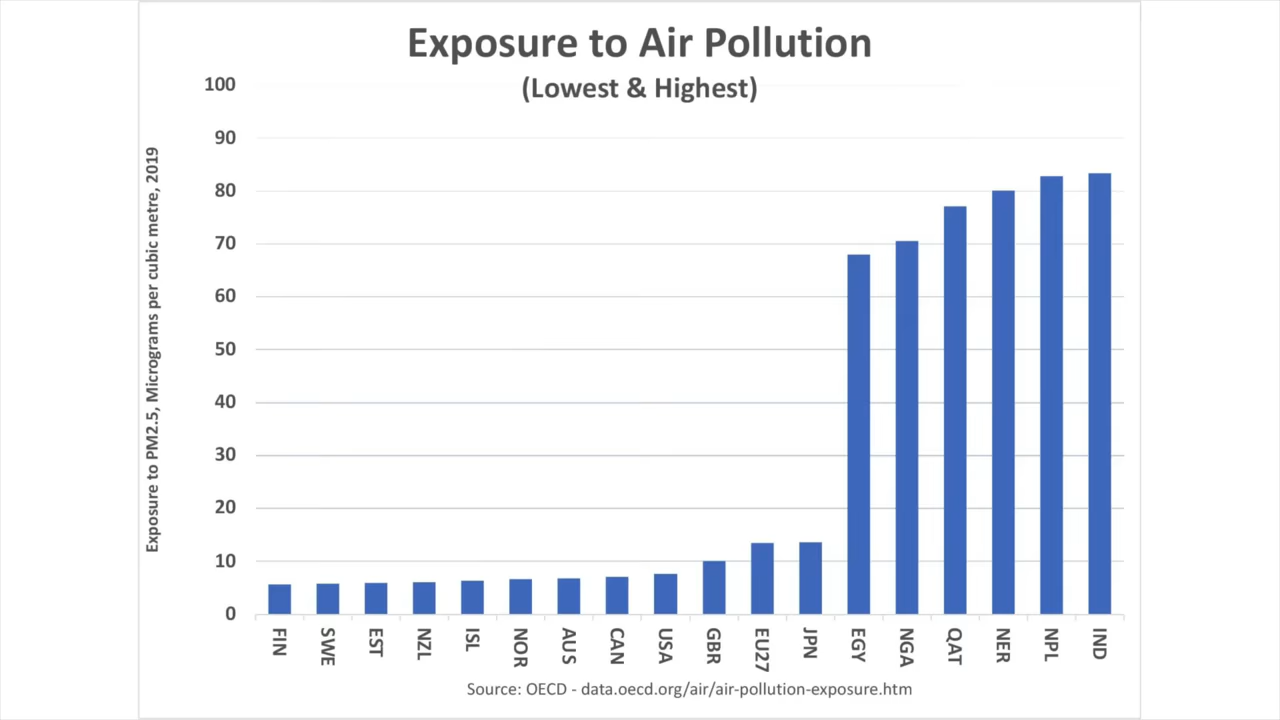 Exposure to Air Pollution
(Lowest & Highest)
Exposure to PM2.5, Micrograms per cubic metre, 2019
100
90
80
70
60
50
40
30
20
10
0
FIN SWE EST NZL ISL NOR AUS CAN USA GBR EU27 JPN EGY NGA QAT NER NPL IND
Source: OECD - data.oecd.org/air/air-pollution-exposure.htm